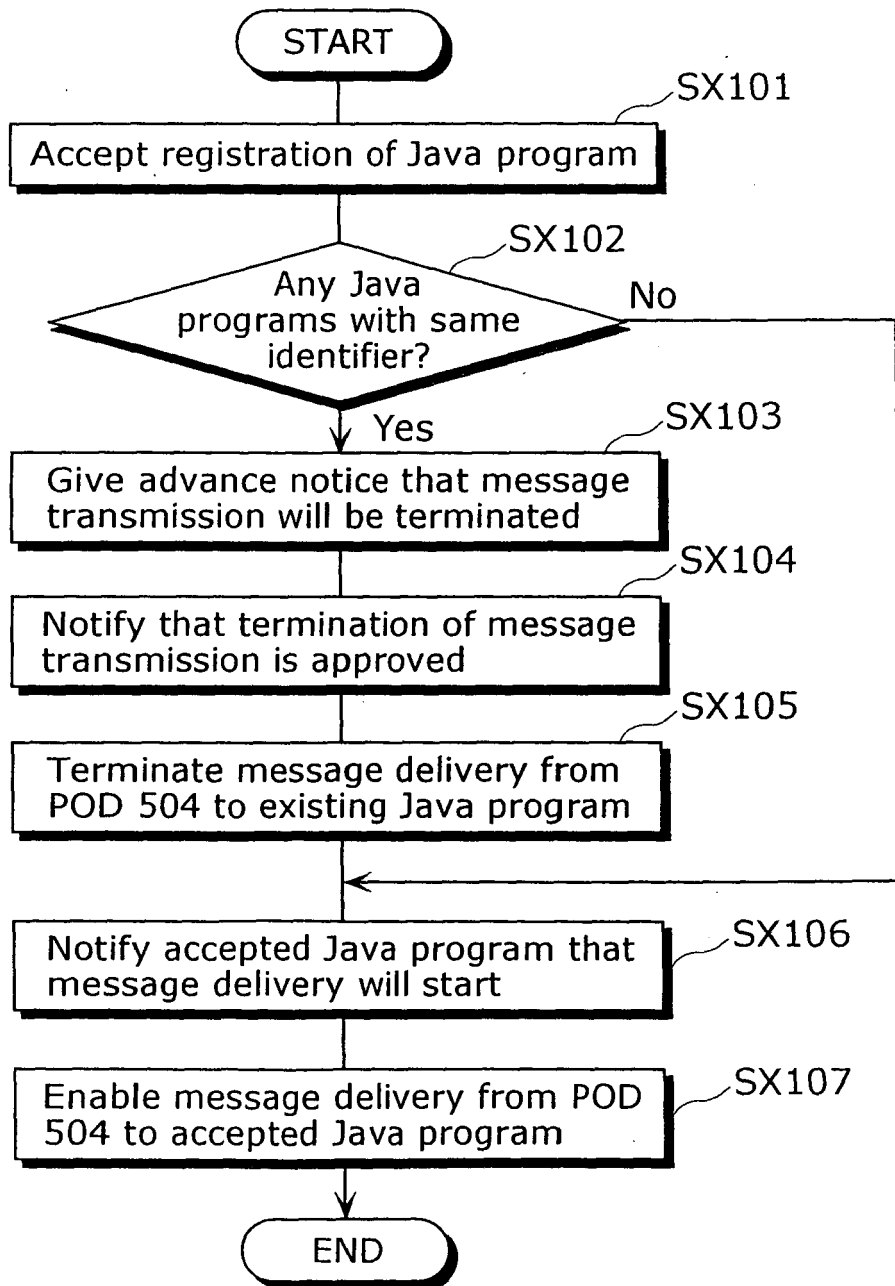 START
SX101
Accept registration of Java program
SX102
Any Java
programs with same
identifier?
No
Yes
SX103
Give advance notice that message
transmission will be terminated
SX104
Notify that termination of message
transmission is approved
SX105
Terminate message delivery from
POD 504 to existing Java program
SX106
Notify accepted Java program that
message delivery will start
SX107
Enable message delivery from POD
504 to accepted Java program
END